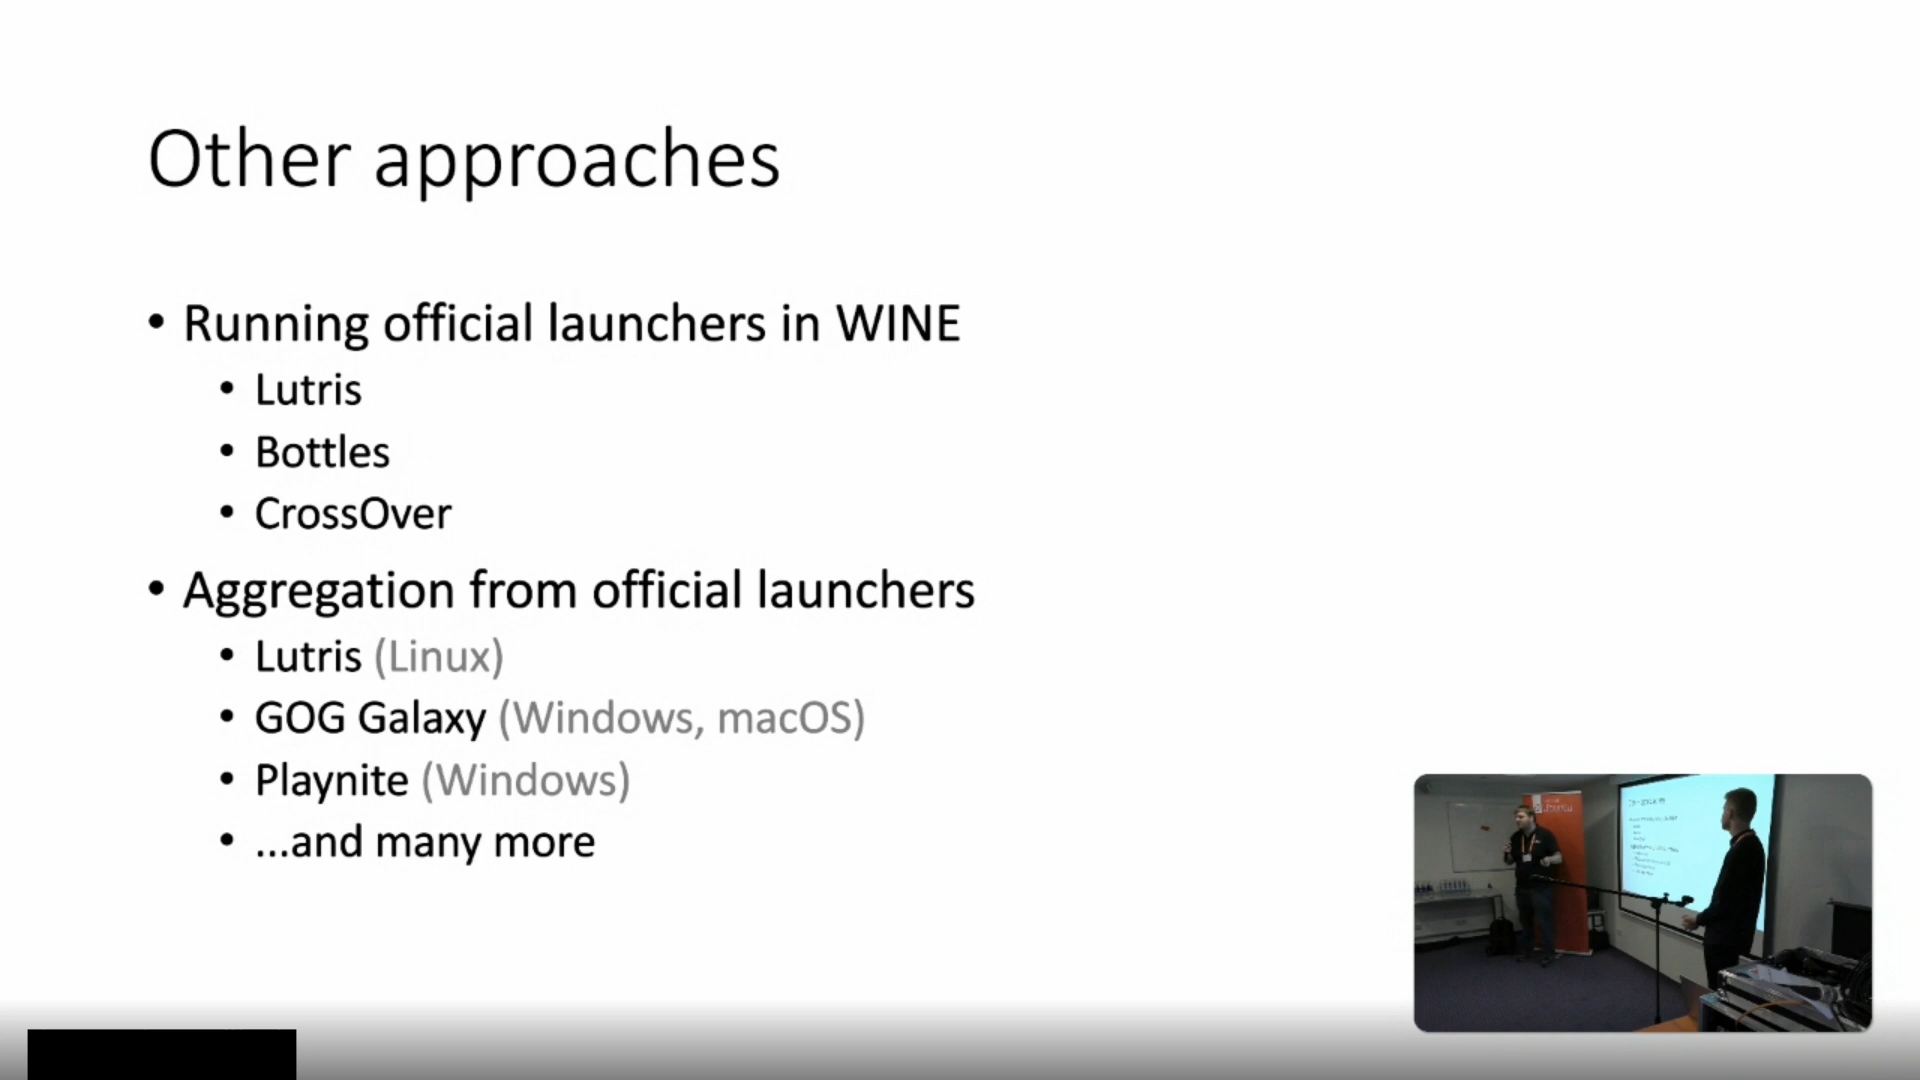 Other approaches
• Running official launchers in WINE
• Lutris
• Bottles
• CrossOver
• Aggregation from official launchers
• Lutris (Linux)
• GOG Galaxy (Windows, macOS)
• Playnite (Windows)
• ...and many more